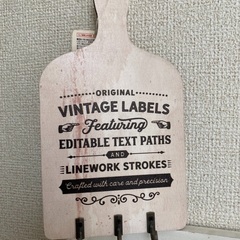 ORIGINAL
VINTAGE LABELS
Featuring
EDITABLE TEXT PATHS
AND
LINEWORK STROKES
Crafted with care and precision